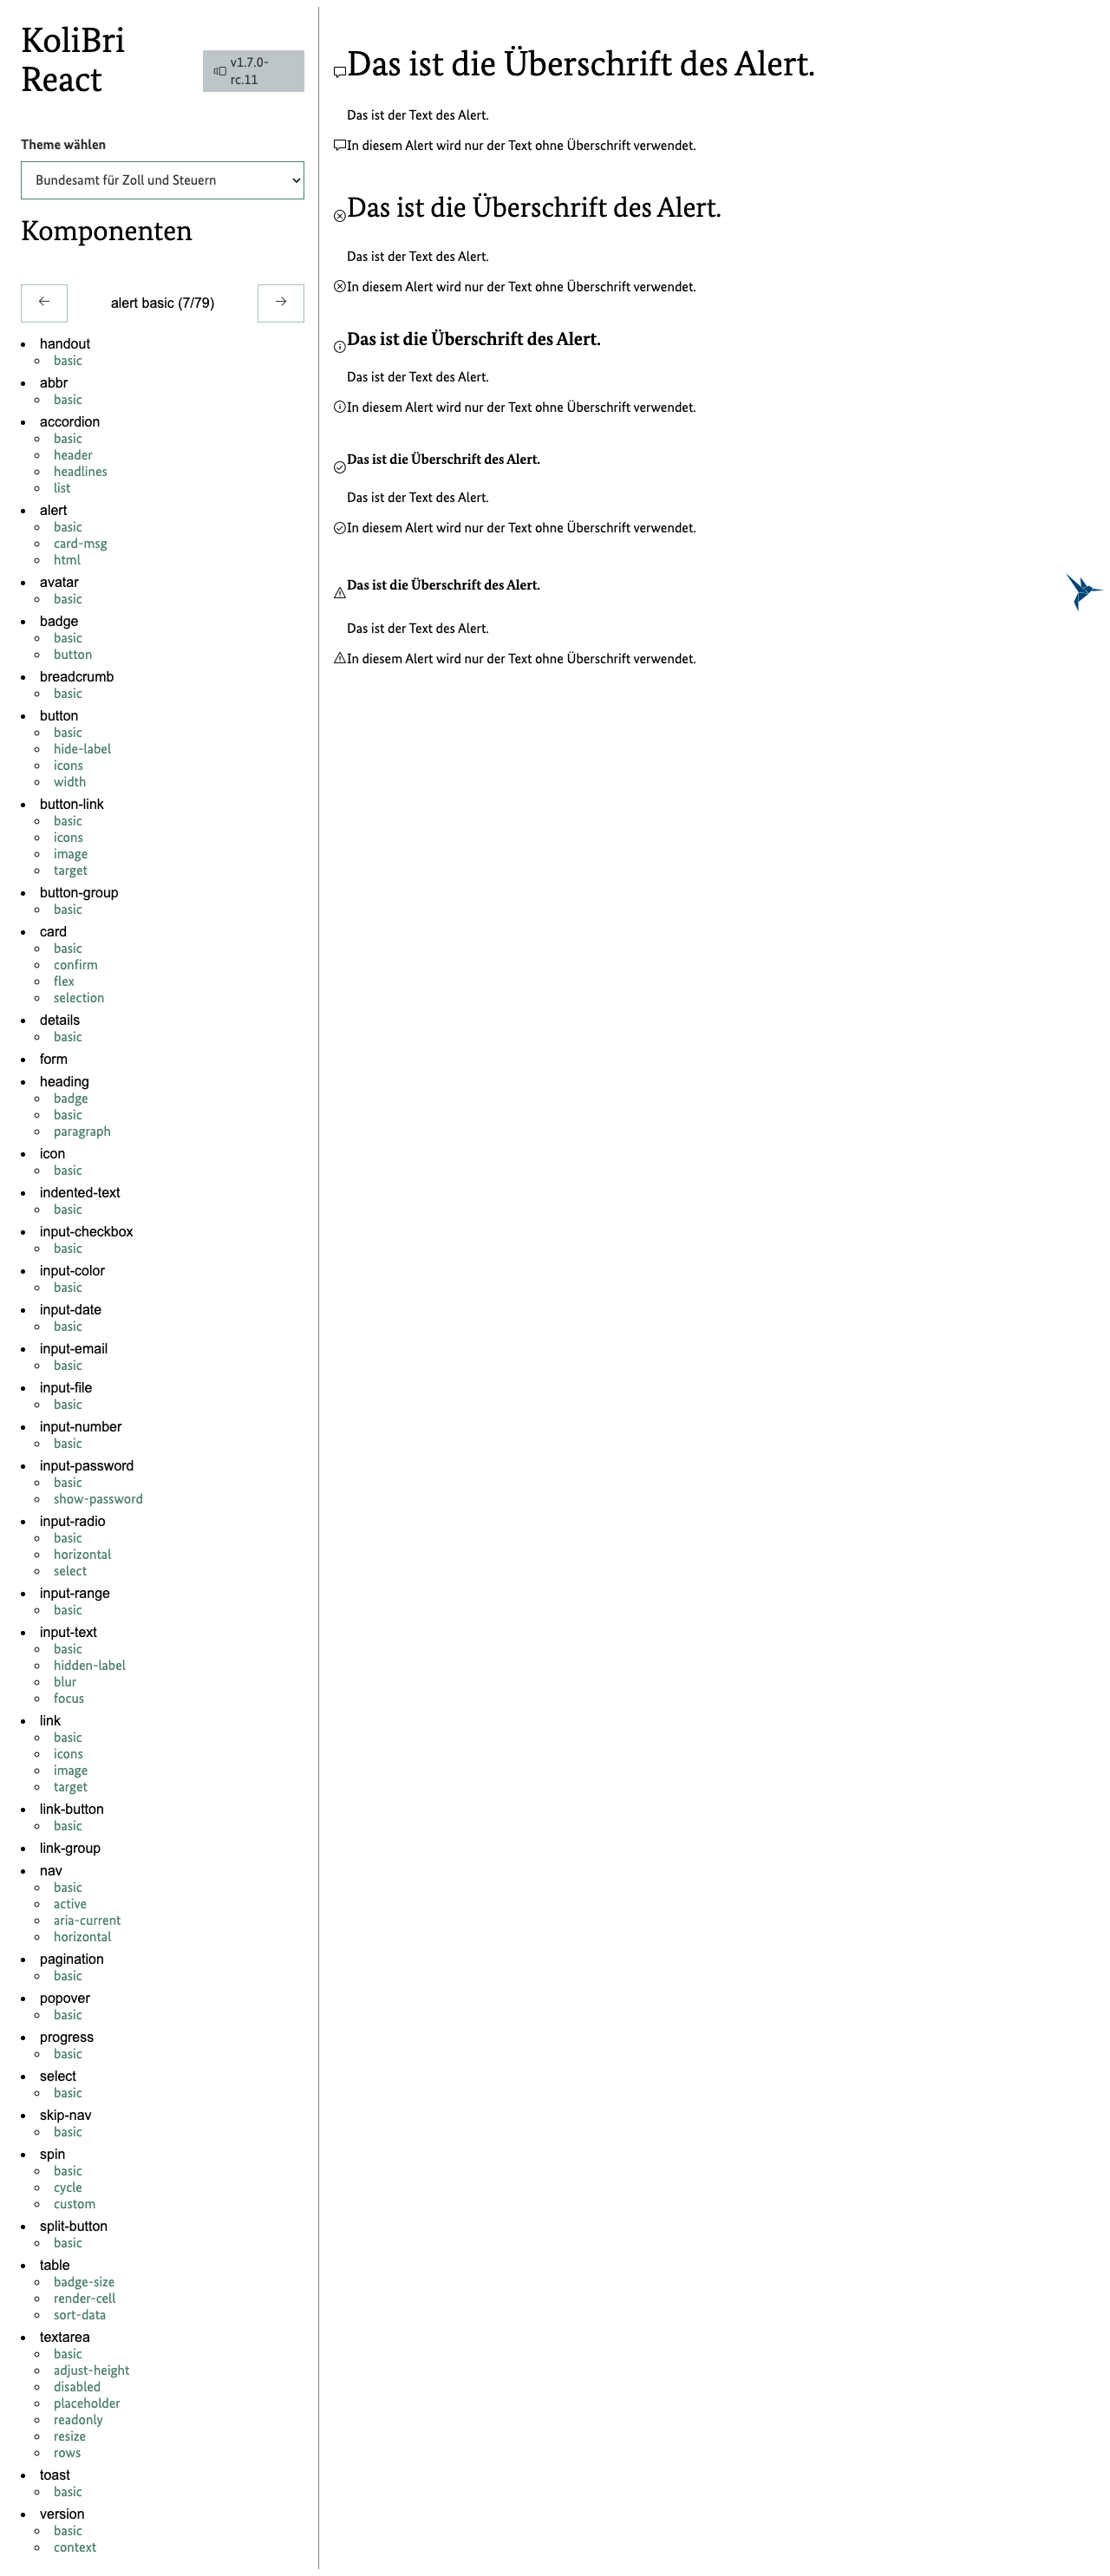 KoliBri
React
v1.7.0-
rc.11
Theme wählen
Bundesamt für Zoll und Steuern
Komponenten
alert basic (7/79)
handout
basic
abbr
basic
accordion
basic
header
headlines
list
alert
basic
card-msg
html
avatar
basic
badge
basic
button
breadcrumb
basic
button
basic
hide-label
icons
width
button-link
basic
icons
image
target
button-group
basic
card
basic
confirm
flex
selection
details
basic
form
heading
badge
basic
paragraph
icon
basic
indented-text
basic
input-checkbox
basic
input-color
basic
input-date
basic
input-email
basic
input-file
basic
input-number
basic
input-password
basic
show-password
input-radio
basic
horizontal
select
input-range
basic
input-text
basic
hidden-label
blur
focus
link
basic
icons
image
target
link-button
basic
link-group
nav
basic
active
aria-current
horizontal
pagination
basic
popover
basic
progress
basic
select
basic
skip-nav
basic
spin
basic
cycle
custom
split-button
basic
table
badge-size
render-cell
sort-data
textarea
basic
adjust-height
disabled
placeholder
readonly
resize
rows
toast
basic
version
basic
context
Das ist die Überschrift des Alert.
Das ist der Text des Alert.
In diesem Alert wird nur der Text ohne Überschrift verwendet.
Das ist die Überschrift des Alert.
Das ist der Text des Alert.
In diesem Alert wird nur der Text ohne Überschrift verwendet.
Das ist die Überschrift des Alert.
Das ist der Text des Alert.
In diesem Alert wird nur der Text ohne Überschrift verwendet.
Das ist die Überschrift des Alert.
Das ist der Text des Alert.
In diesem Alert wird nur der Text ohne Überschrift verwendet.
Das ist die Überschrift des Alert.
Das ist der Text des Alert.
In diesem Alert wird nur der Text ohne Überschrift verwendet.